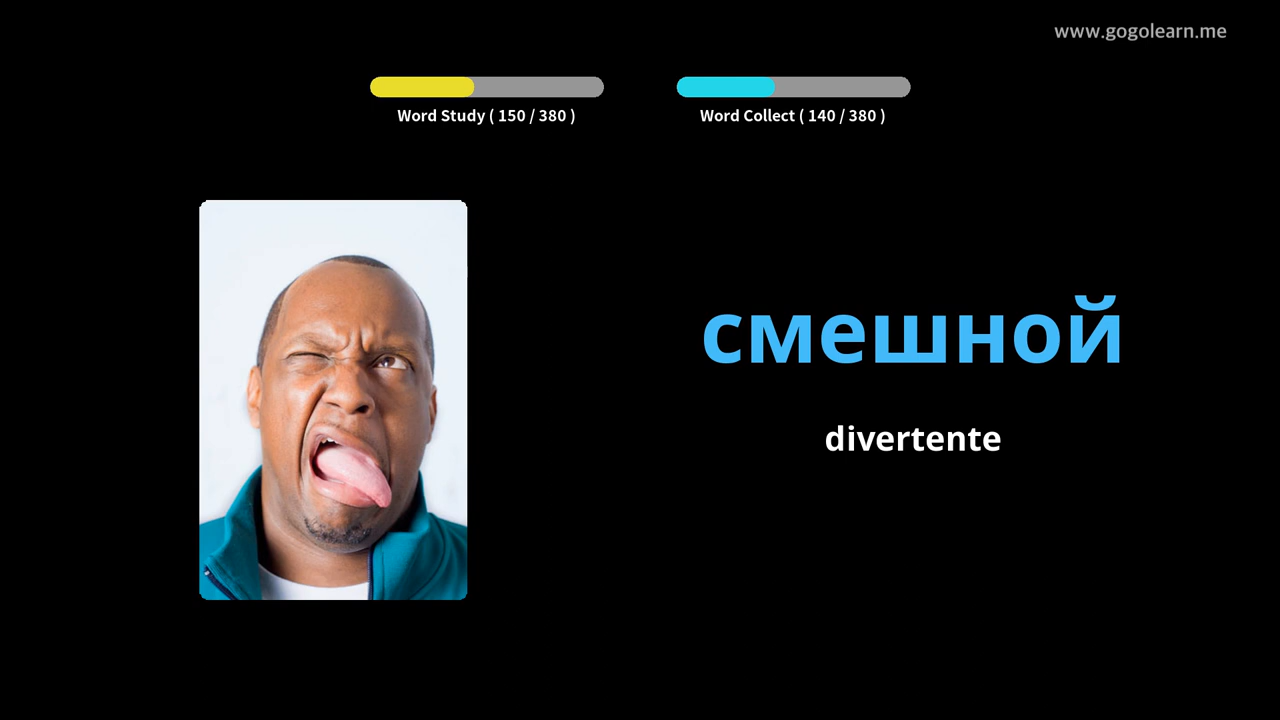 www.gogolearn.me
Word Study ( 150 / 380 )
Word Collect ( 140 / 380 )
смешной
divertente